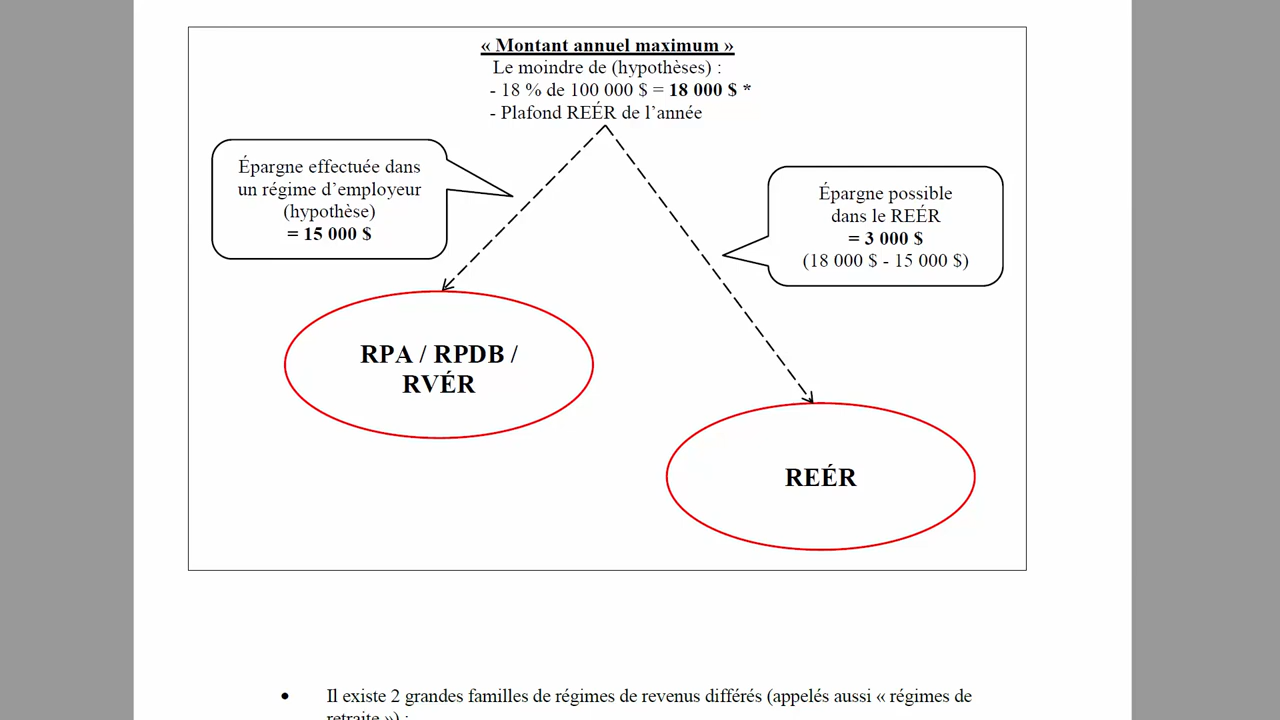 « Montant annuel maximum »
Le moindre de (hypothèses) :
- 18 % de 100 000 $ = 18 000 $ *
- Plafond REÉR de l’année
Épargne effectuée dans
un régime d’employeur
(hypothèse)
= 15 000 $
Épargne possible
dans le REÉR
= 3 000 $
(18 000 $ - 15 000 $)
RPA / RPDB /
RVÉR
REÉR
• Il existe 2 grandes familles de régimes de revenus différés (appelés aussi « régimes de
retraite ») :